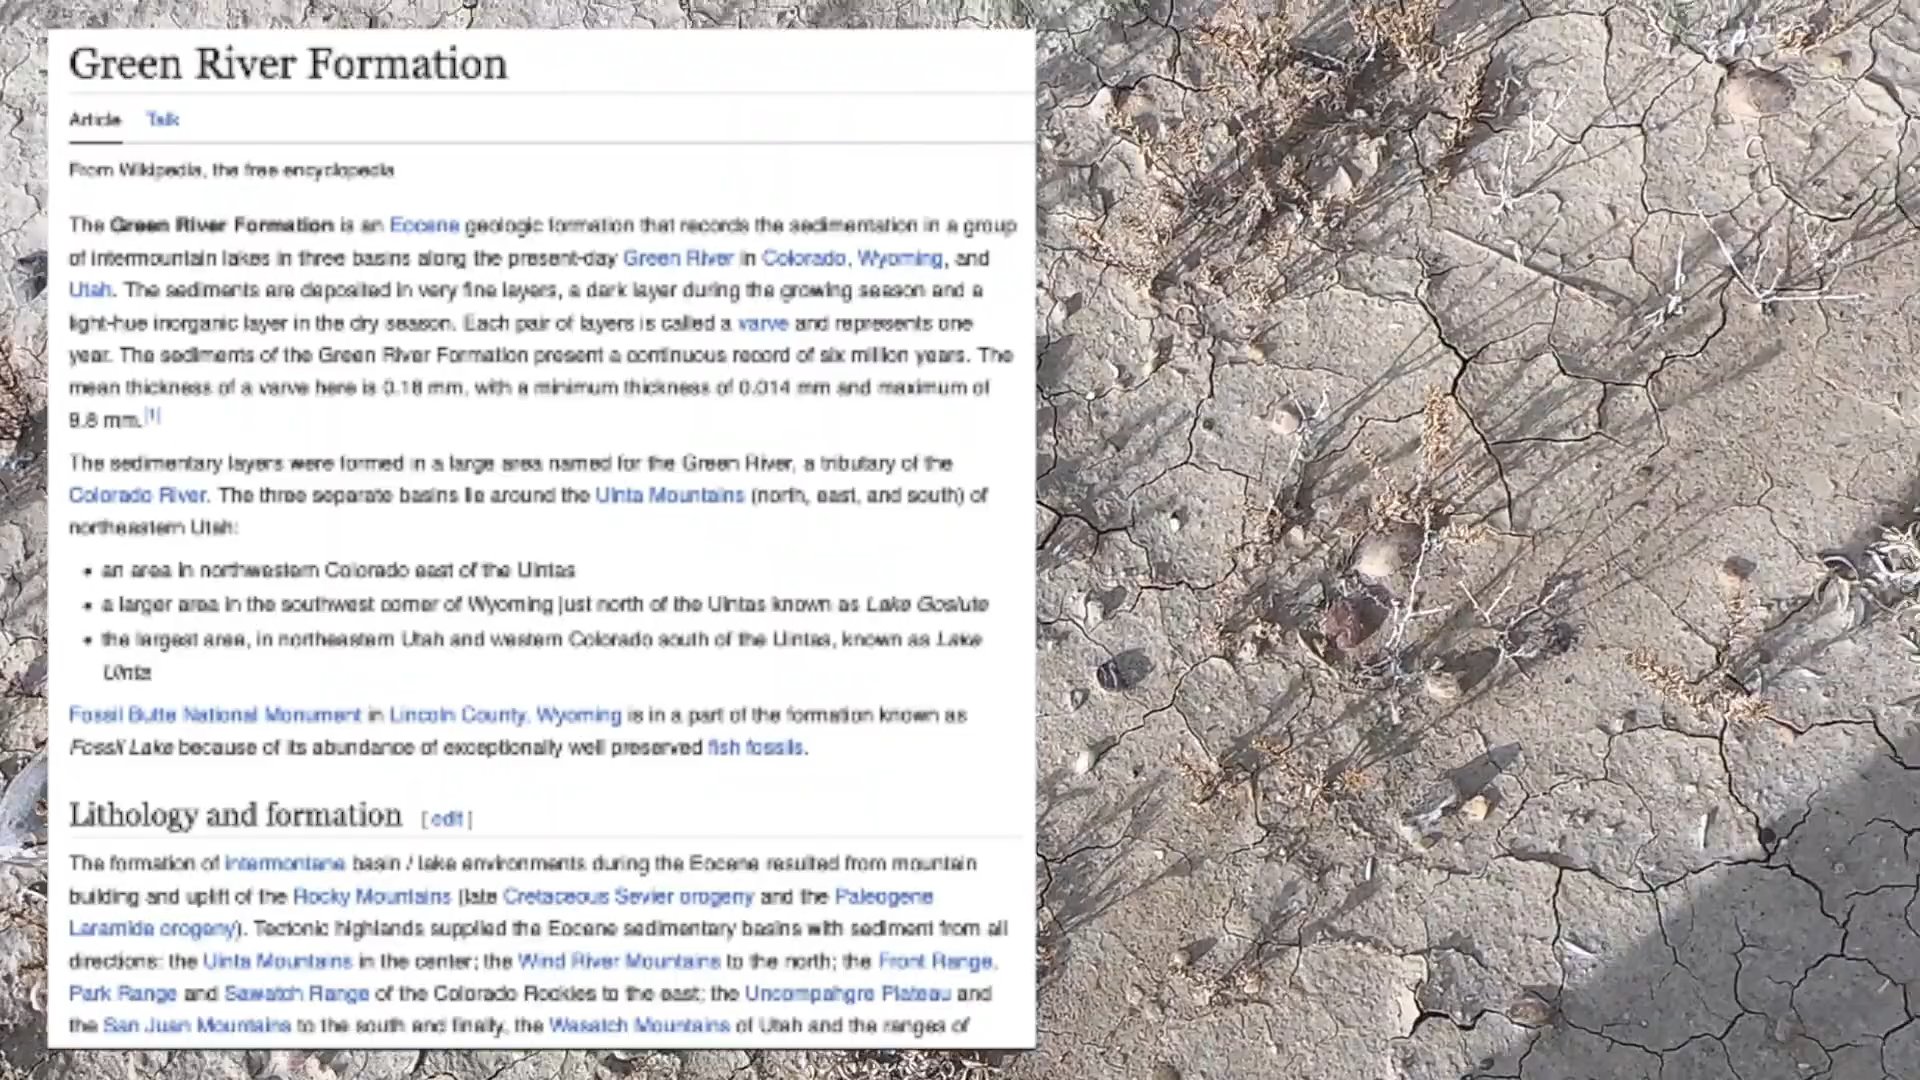 Green River Formation
Article Talk
From Wikipedia, the free encyclopedia
The Green River Formation is an Eocene geologic formation that records the sedimentation in a group
of intermountain lakes in three basins along the present-day Green River in Colorado, Wyoming, and
Utah. The sediments are deposited in very fine layers, a dark layer during the growing season and a
light-hue inorganic layer in the dry season. Each pair of layers is called a varve and represents one
year. The sediments of the Green River Formation present a continuous record of six million years. The
mean thickness of a varve here is 0.18 mm, with a minimum thickness of 0.014 mm and maximum of
9.8 mm.[1]
The sedimentary layers were formed in a large area named for the Green River, a tributary of the
Colorado River. The three separate basins lie around the Uinta Mountains (north, east, and south) of
northeastern Utah:
• an area in northwestern Colorado east of the Uintas
• a larger area in the southwest corner of Wyoming just north of the Uintas known as Lake Gosiute
• the largest area, in northeastern Utah and western Colorado south of the Uintas, known as Lake
Uinta
Fossil Butte National Monument in Lincoln County, Wyoming is in a part of the formation known as
Fossil Lake because of its abundance of exceptionally well preserved fish fossils.
Lithology and formation [edit]
The formation of intermontane basin / lake environments during the Eocene resulted from mountain
building and uplift of the Rocky Mountains (late Cretaceous Sevier orogeny and the Paleogene
Laramide orogeny). Tectonic highlands supplied the Eocene sedimentary basins with sediment from all
directions: the Uinta Mountains in the center; the Wind River Mountains to the north; the Front Range,
Park Range and Sawatch Range of the Colorado Rockies to the east; the Uncompahgre Plateau and
the San Juan Mountains to the south and finally, the Wasatch Mountains of Utah and the ranges of